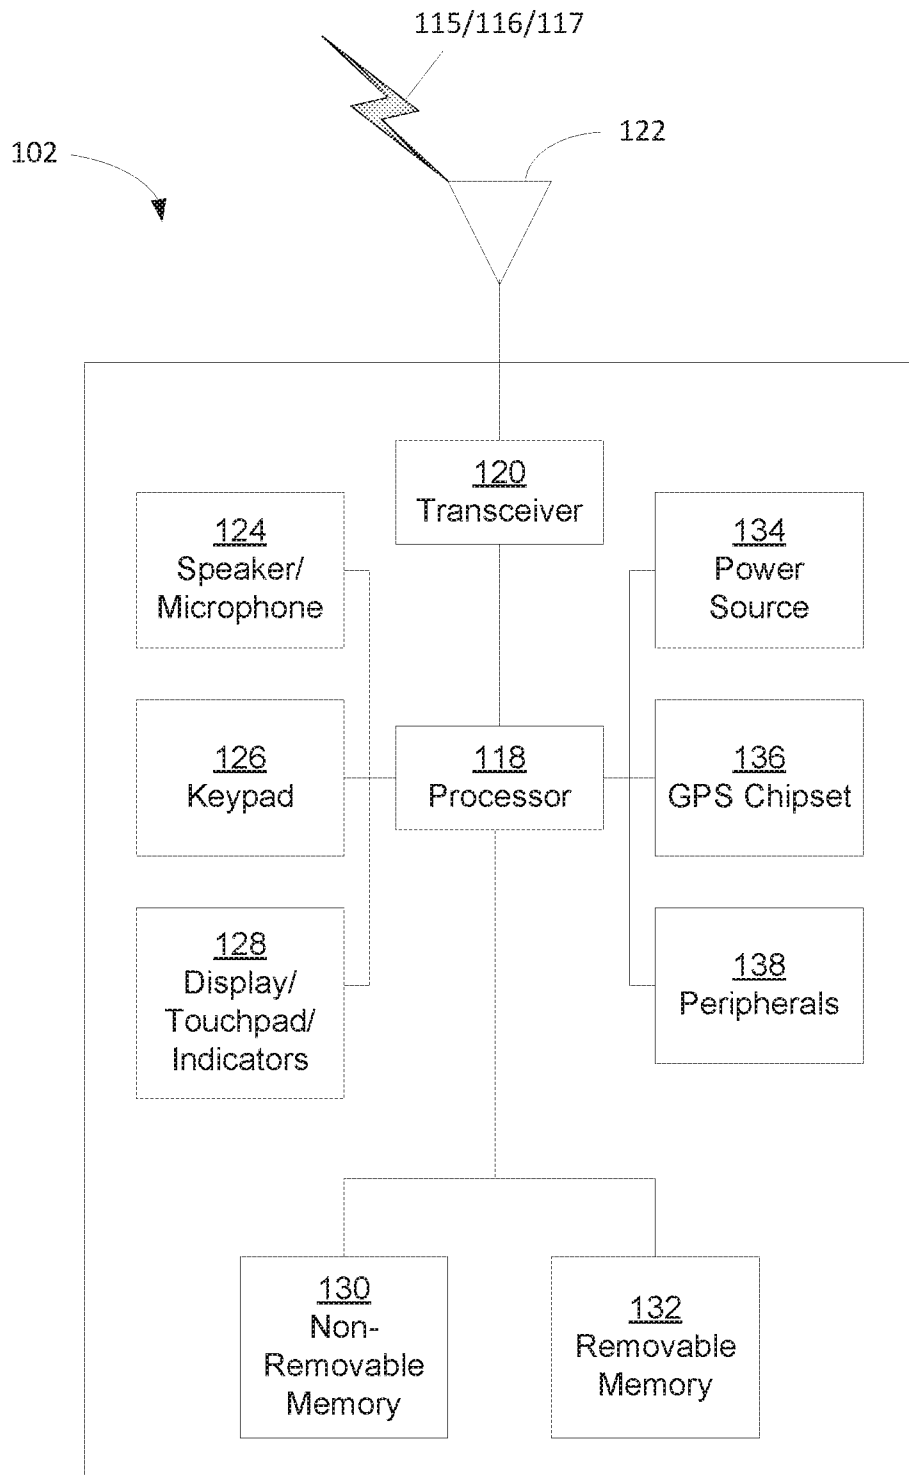 115/116/117
122
102
120
Transceiver
124
Speaker/
Microphone
134
Power
Source
126
Keypad
118
Processor
136
GPS Chipset
128
Display/
Touchpad/
Indicators
138
Peripherals
130
Non-
Removable
Memory
132
Removable
Memory